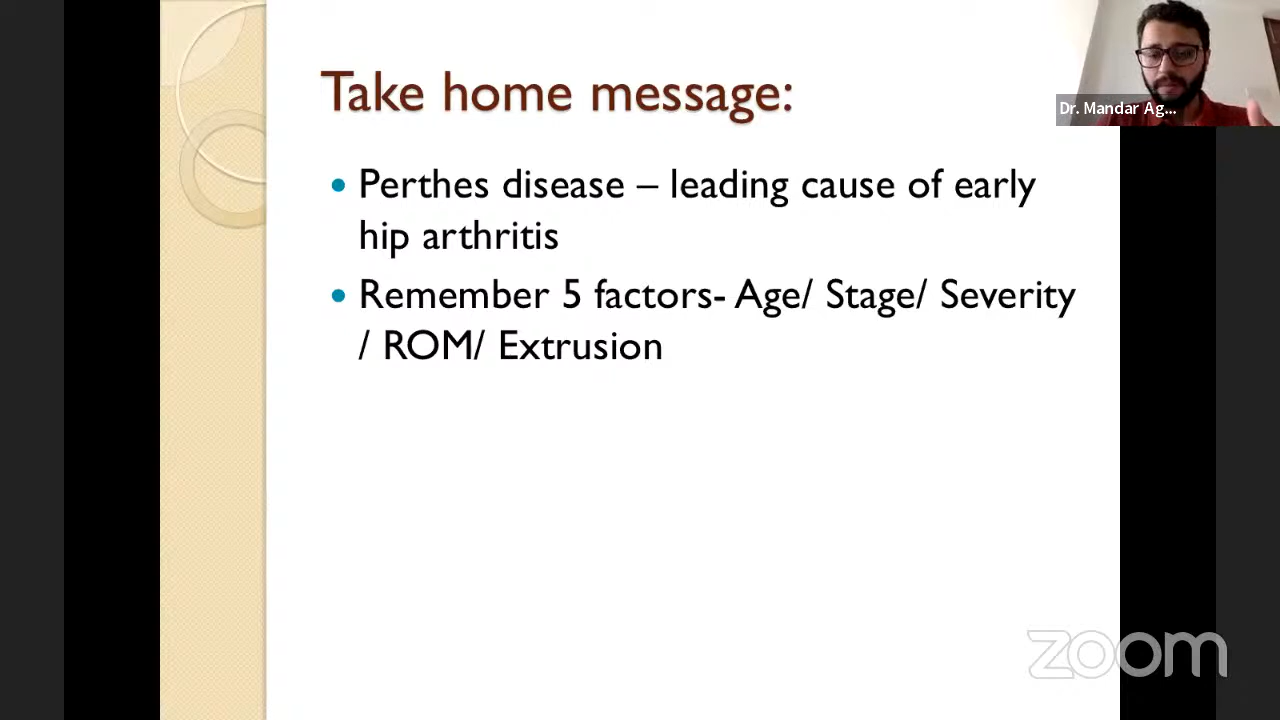 Take home message:
Dr. Mandar Ag...
• Perthes disease – leading cause of early
hip arthritis
• Remember 5 factors- Age/ Stage/ Severity
/ ROM/ Extrusion
zoom